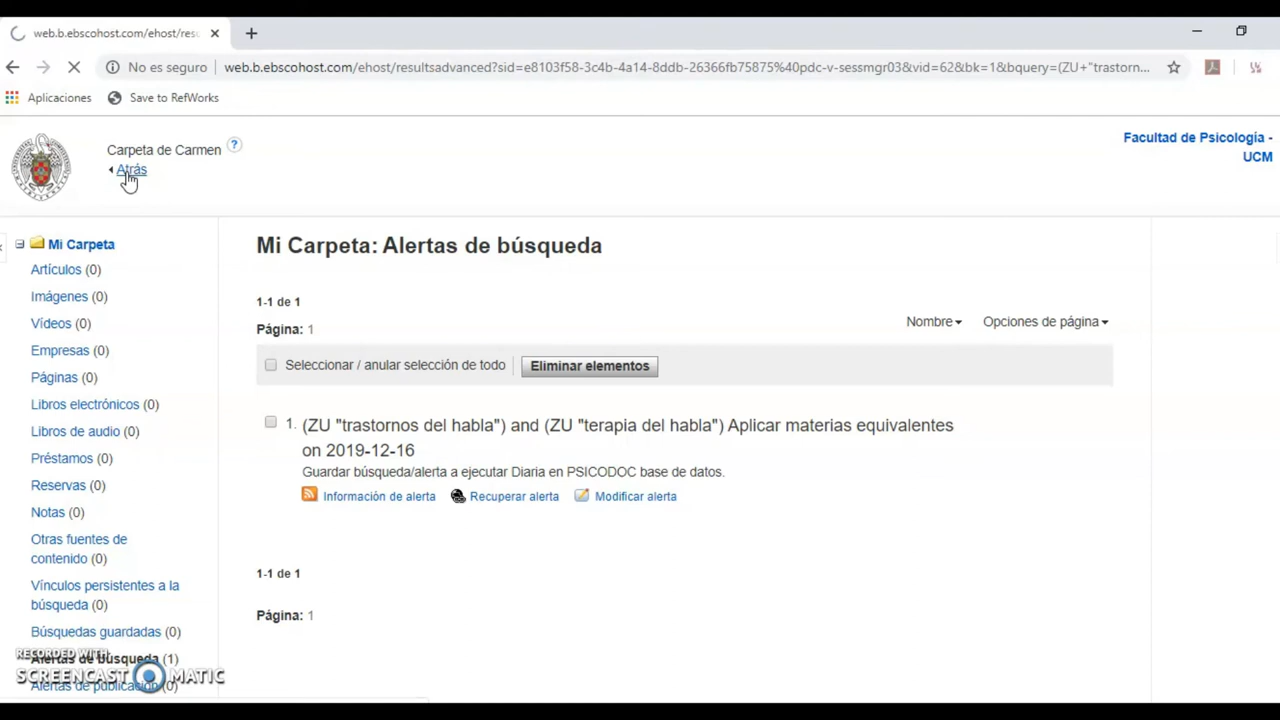 web.b.ebscohost.com/ehost/res
No es seguro
web.b.ebscohost.com/ehost/resultsadvanced?sid=e8103f58-3c4b-4a14-8ddb-26366fb75875%40pdc-v-sessmgr03&vid=62&bk=1&bquery=(ZU+"trastorn...
Aplicaciones
Save to RefWorks
Carpeta de Carmen ?
Atrás
Facultad de Psicología -
UCM
Mi Carpeta
Artículos (0)
Imágenes (0)
Vídeos (0)
Empresas (0)
Páginas (0)
Libros electrónicos (0)
Libros de audio (0)
Préstamos (0)
Reservas (0)
Notas (0)
Otras fuentes de
contenido (0)
Vínculos persistentes a la
búsqueda (0)
Búsquedas guardadas (0)
Alertas de búsqueda (1)
Alertas de publicación (0)
Mi Carpeta: Alertas de búsqueda
1-1 de 1
Página: 1
Nombre
Opciones de página
Seleccionar / anular selección de todo
Eliminar elementos
1. (ZU "trastornos del habla") and (ZU "terapia del habla") Aplicar materias equivalentes
on 2019-12-16
Guardar búsqueda/alerta a ejecutar Diaria en PSICODOC base de datos.
Información de alerta
Recuperar alerta
Modificar alerta
1-1 de 1
Página: 1
RECORDED WITH
SCREENCAST MATIC